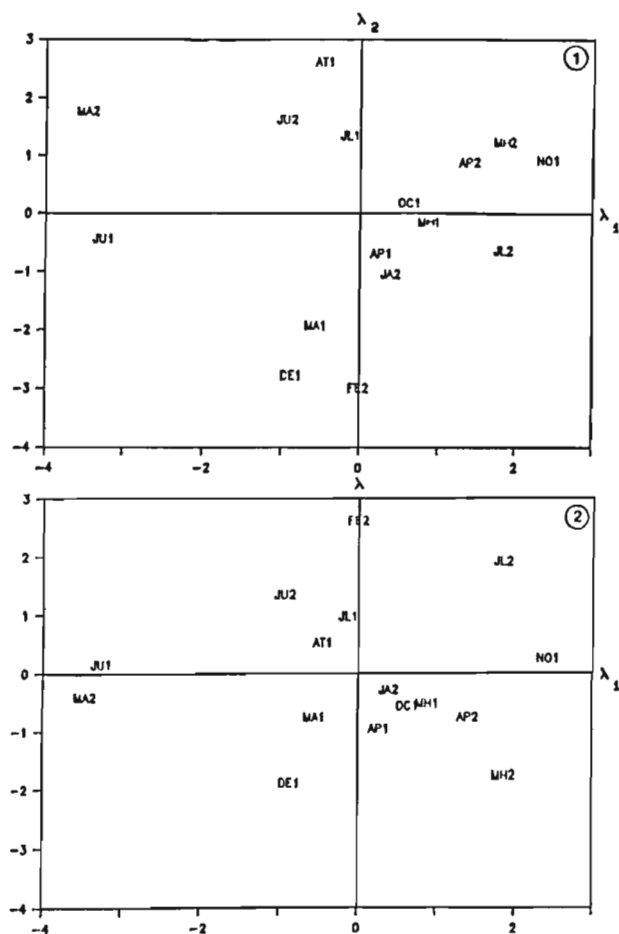 λ 2
3 1
AT1
2
MA2 JU2
JL1
1 MH2
AP2 NO1
OC1
0 λ 1
MH1
JU1 AP1 JL2
-1 JA2
-2 MA1
DE1
-3 FE2
-4
-4 -2 0 2
λ
3 2
FE2
2 JL2
JU2
1 JL1
AT1
JU1 NO1
0 λ 1
MA2 JA2
OC1 MH1
MA1 AP1 AP2
-1
DE1 MH2
-2
-3
-4
-4 -2 0 2